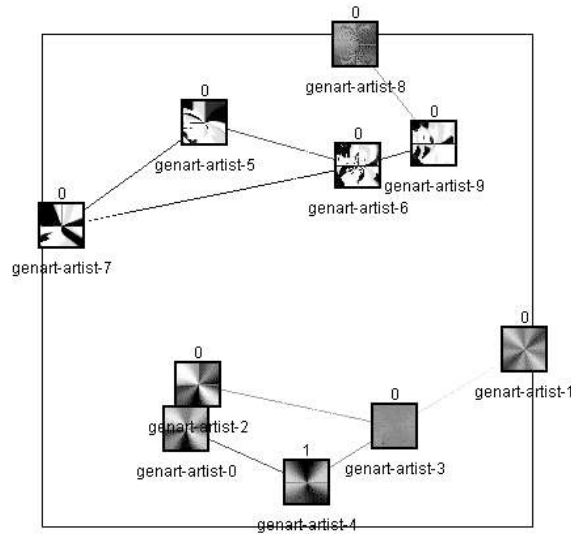 0
genart-artist-8
0
genart-artist-5
0
genart-artist-9
0
genart-artist-6
0
genart-artist-7
0
genart-artist-1
0
genart-artist-2
genart-artist-0
0
genart-artist-3
1
genart-artist-4